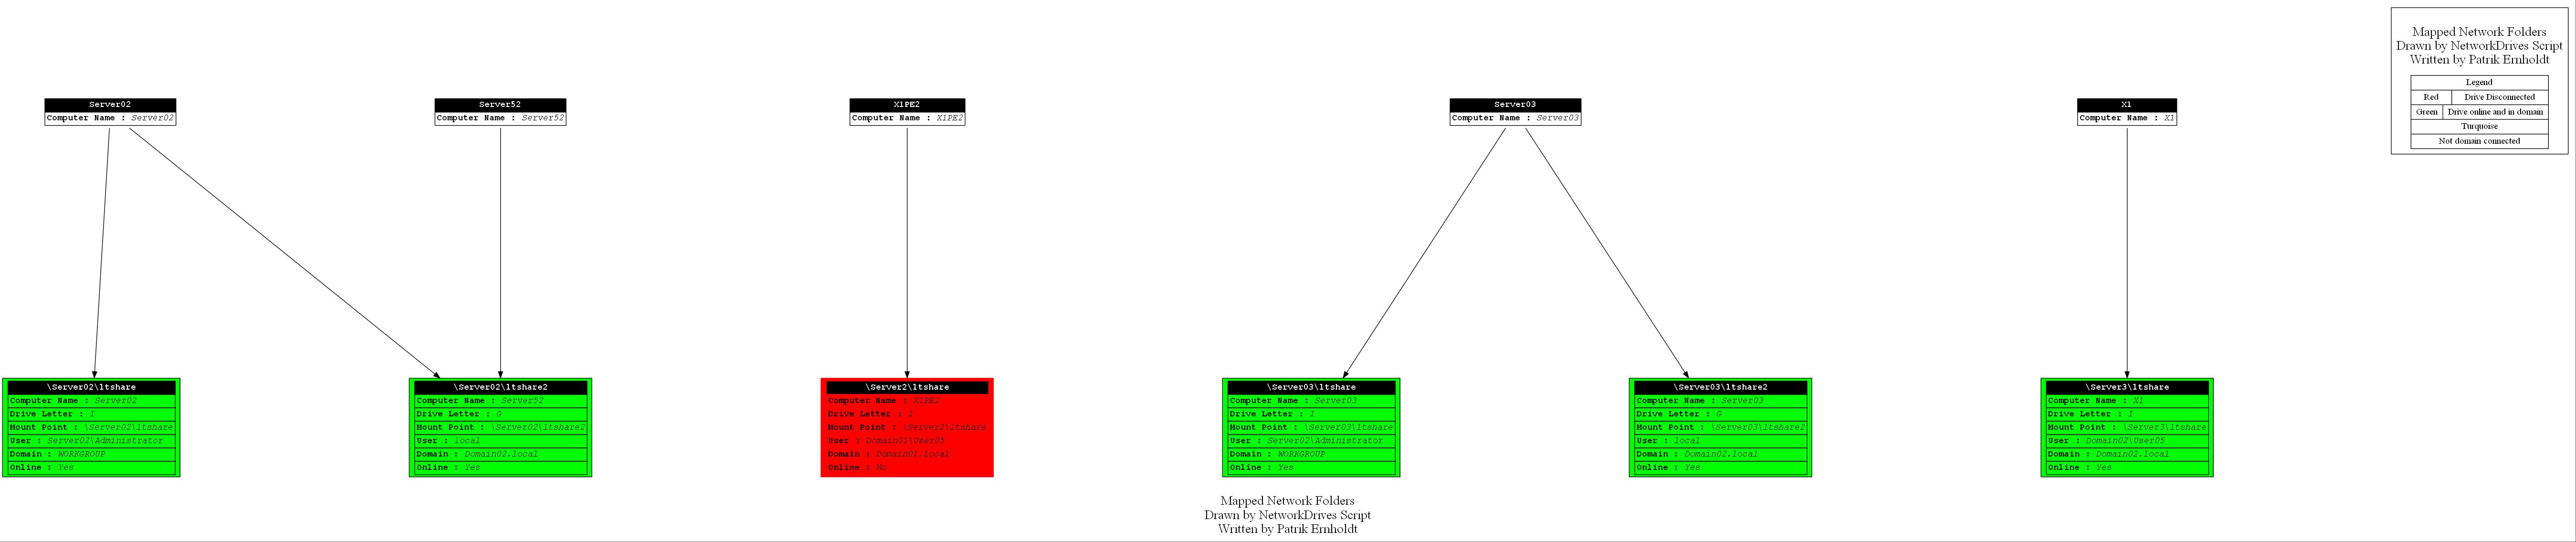 Mapped Network Folders
Drawn by NetworkDrives Script
Written by Patrik Ernholdt
Legend
Red Drive Disconnected
Green Drive online and in domain
Turquoise
Not domain connected
Server02
Computer Name : Server02
Server52
Computer Name : Server52
X1PE2
Computer Name : X1PE2
Server03
Computer Name : Server03
X1
Computer Name : X1
\Server02\ltshare
Computer Name : Server02
Drive Letter : I
Mount Point : \Server02\ltshare
User : Server02\Administrator
Domain : WORKGROUP
Online : Yes
\Server02\ltshare2
Computer Name : Server52
Drive Letter : G
Mount Point : \Server02\ltshare2
User : local
Domain : Domain02.local
Online : Yes
\Server2\ltshare
Computer Name : X1PE2
Drive Letter :
Mount Point : \Server2\ltshare
User : Domain01\User05
Domain : Domain01.local
Online : No
\Server03\ltshare
Computer Name : Server03
Drive Letter : I
Mount Point : \Server03\ltshare
User : Server02\Administrator
Domain : WORKGROUP
Online : Yes
\Server03\ltshare2
Computer Name : Server03
Drive Letter : G
Mount Point : \Server03\ltshare2
User : local
Domain : Domain02.local
Online : Yes
\Server3\ltshare
Computer Name : X1
Drive Letter : I
Mount Point : \Server3\ltshare
User : Domain02\User05
Domain : Domain02.local
Online : Yes
Mapped Network Folders
Drawn by NetworkDrives Script
Written by Patrik Ernholdt